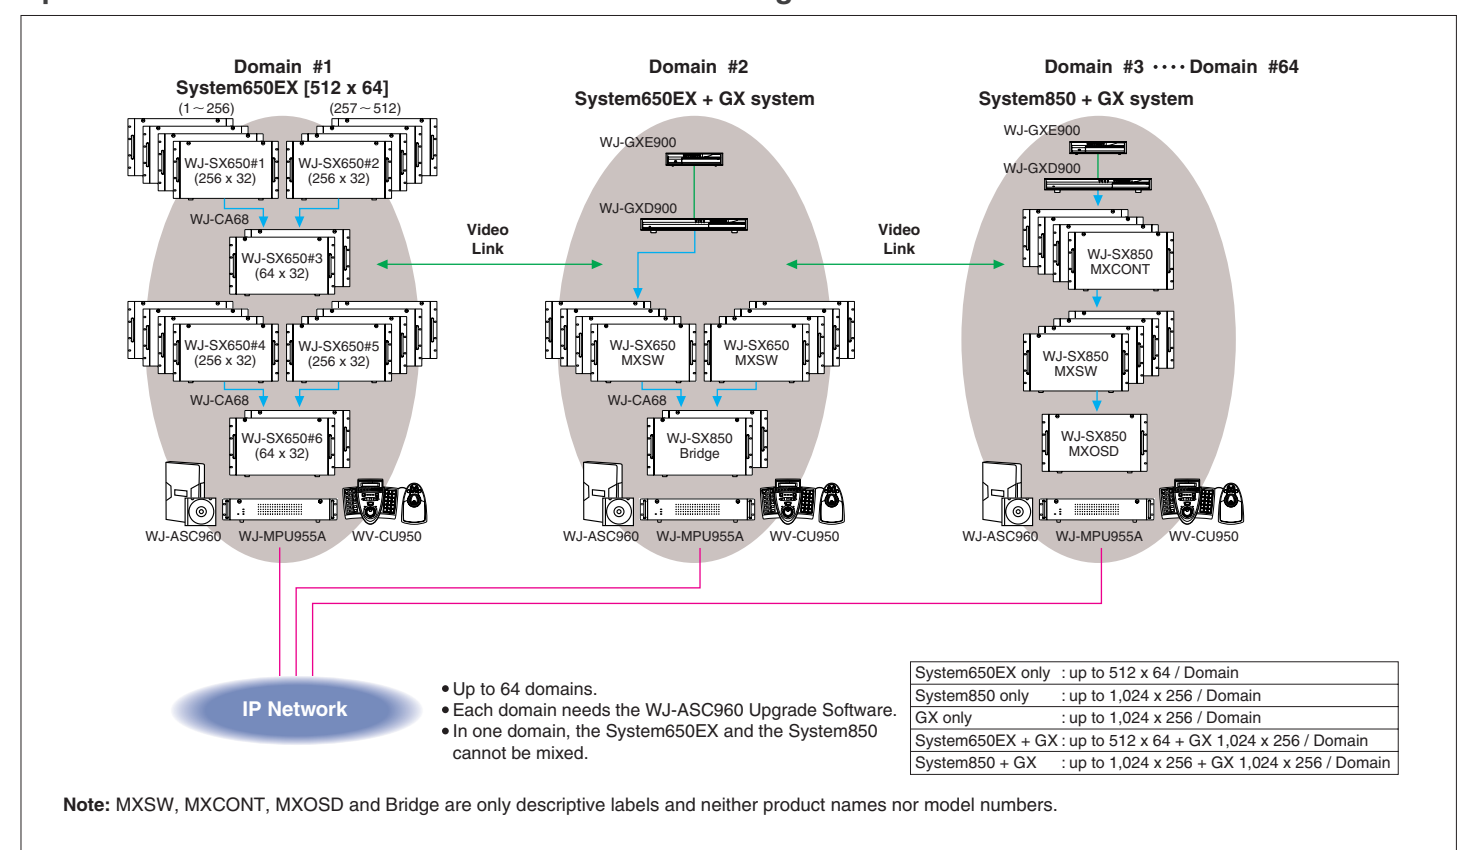 Domain #1
System650EX [512 x 64]
(1~256)
(257~512)
WJ-SX650#1
(256 x 32)
WJ-SX650#2
(256 x 32)
WJ-CA68
WJ-SX650#3
(64 x 32)
WJ-SX650#4
(256 x 32)
WJ-SX650#5
(256 x 32)
WJ-CA68
WJ-SX650#6
(64 x 32)
WJ-ASC960
WJ-MPU955A
WV-CU950
Video
Link
Domain #2
System650EX + GX system
WJ-GXE900
WJ-GXD900
WJ-SX650
MXSW
WJ-SX650
MXSW
WJ-CA68
WJ-SX850
Bridge
WJ-ASC960
WJ-MPU955A
WV-CU950
Video
Link
Domain #3 ···· Domain #64
System850 + GX system
WJ-GXE900
WJ-GXD900
WJ-SX850
MXCONT
WJ-SX850
MXSW
WJ-SX850
MXOSD
WJ-ASC960
WJ-MPU955A
WV-CU950
IP Network
● Up to 64 domains.
● Each domain needs the WJ-ASC960 Upgrade Software.
● In one domain, the System650EX and the System850
cannot be mixed.
System650EX only : up to 512 x 64 / Domain
System850 only : up to 1,024 x 256 / Domain
GX only : up to 1,024 x 256 / Domain
System650EX + GX : up to 512 x 64 + GX 1,024 x 256 / Domain
System850 + GX : up to 1,024 x 256 + GX 1,024 x 256 / Domain
Note: MXSW, MXCONT, MXOSD and Bridge are only descriptive labels and neither product names nor model numbers.